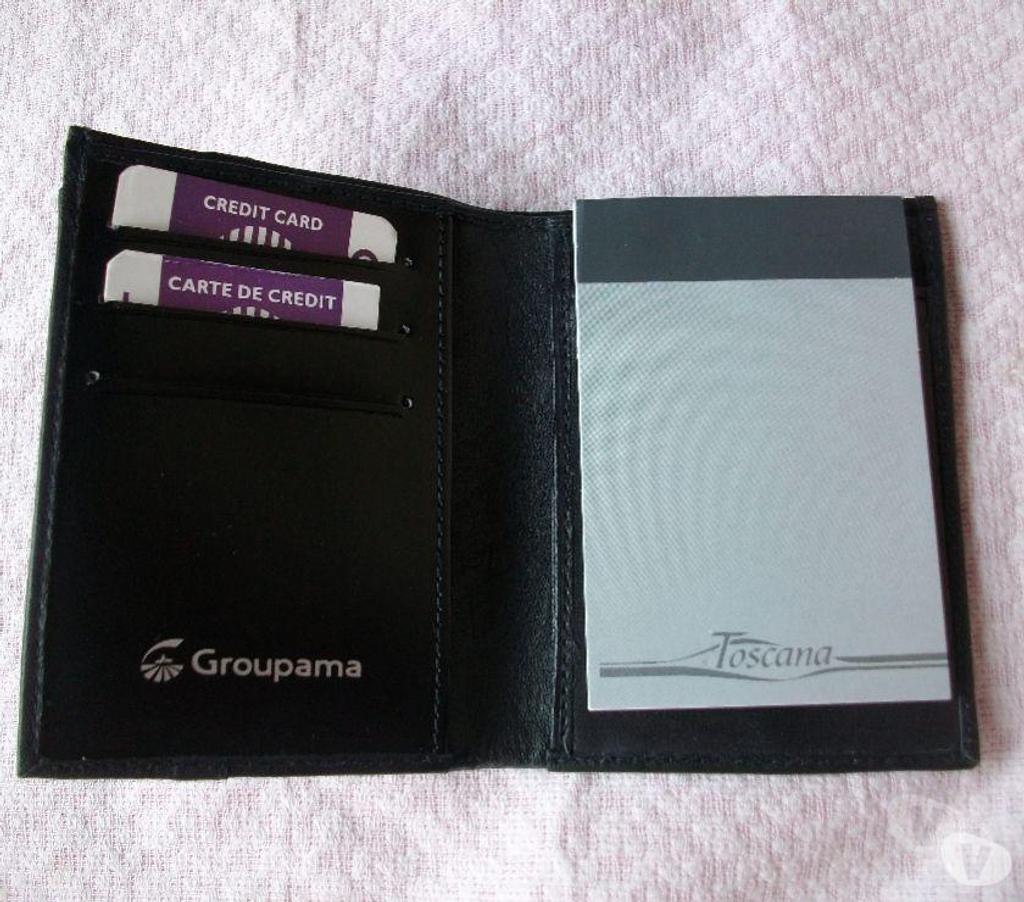 CREDIT CARD
CARTE DE CREDIT
Groupama
Toscana
V